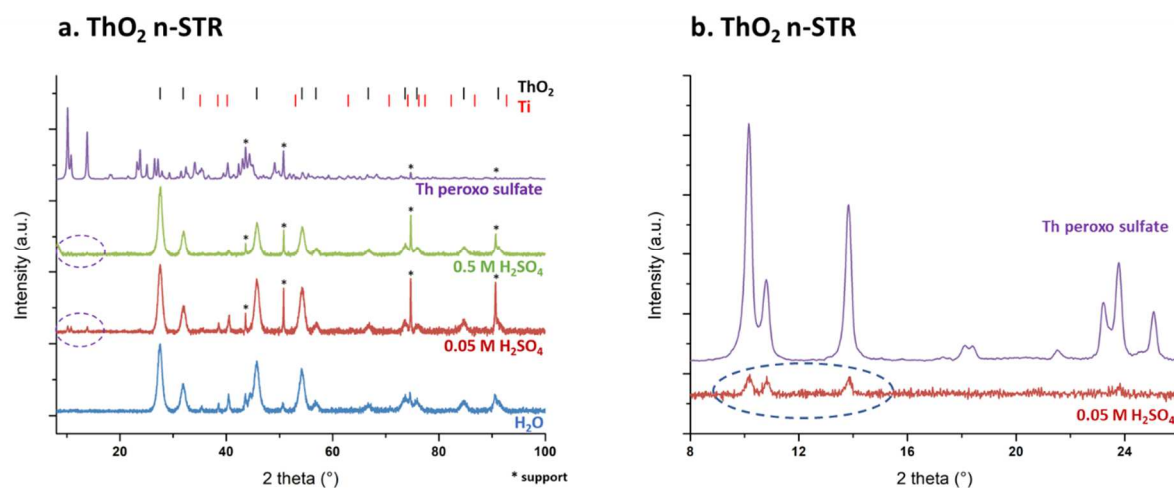 a. ThO₂ n-STR
b. ThO₂ n-STR
ThO₂
Ti
* * * *
Th peroxo sulfate
* * * *
0.5 M H₂SO₄
* * * *
0.05 M H₂SO₄
H₂O
20 40 60 80 100
2 theta (°)
* support
Intensity (a.u.)
Th peroxo sulfate
0.05 M H₂SO₄
8 12 16 20 24
2 theta (°)
Intensity (a.u.)